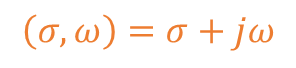 (σ, ω) = σ + jω